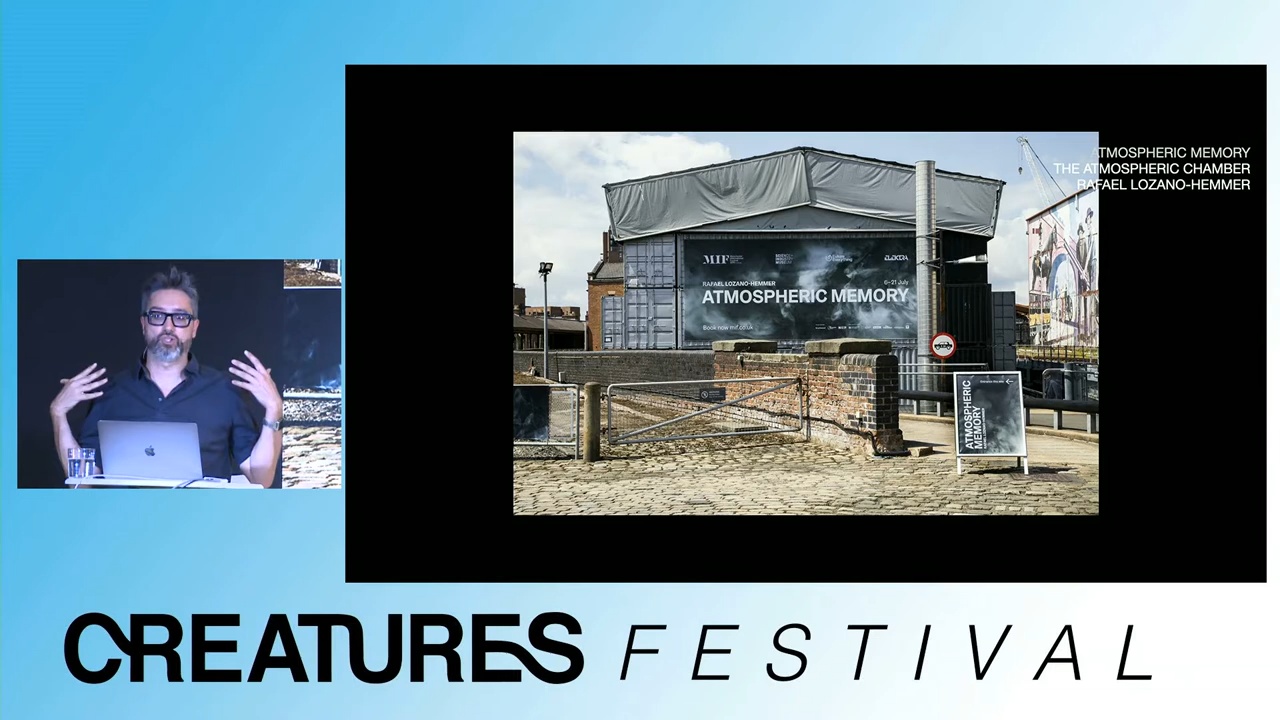 ATMOSPHERIC MEMORY
THE ATMOSPHERIC CHAMBER
RAFAEL LOZANO-HEMMER
MIF
ELEKTRA
RAFAEL LOZANO-HEMMER
6–21 July
ATMOSPHERIC MEMORY
Book now mif.co.uk
ATMOSPHERIC
MEMORY
CREATURES FESTIVAL